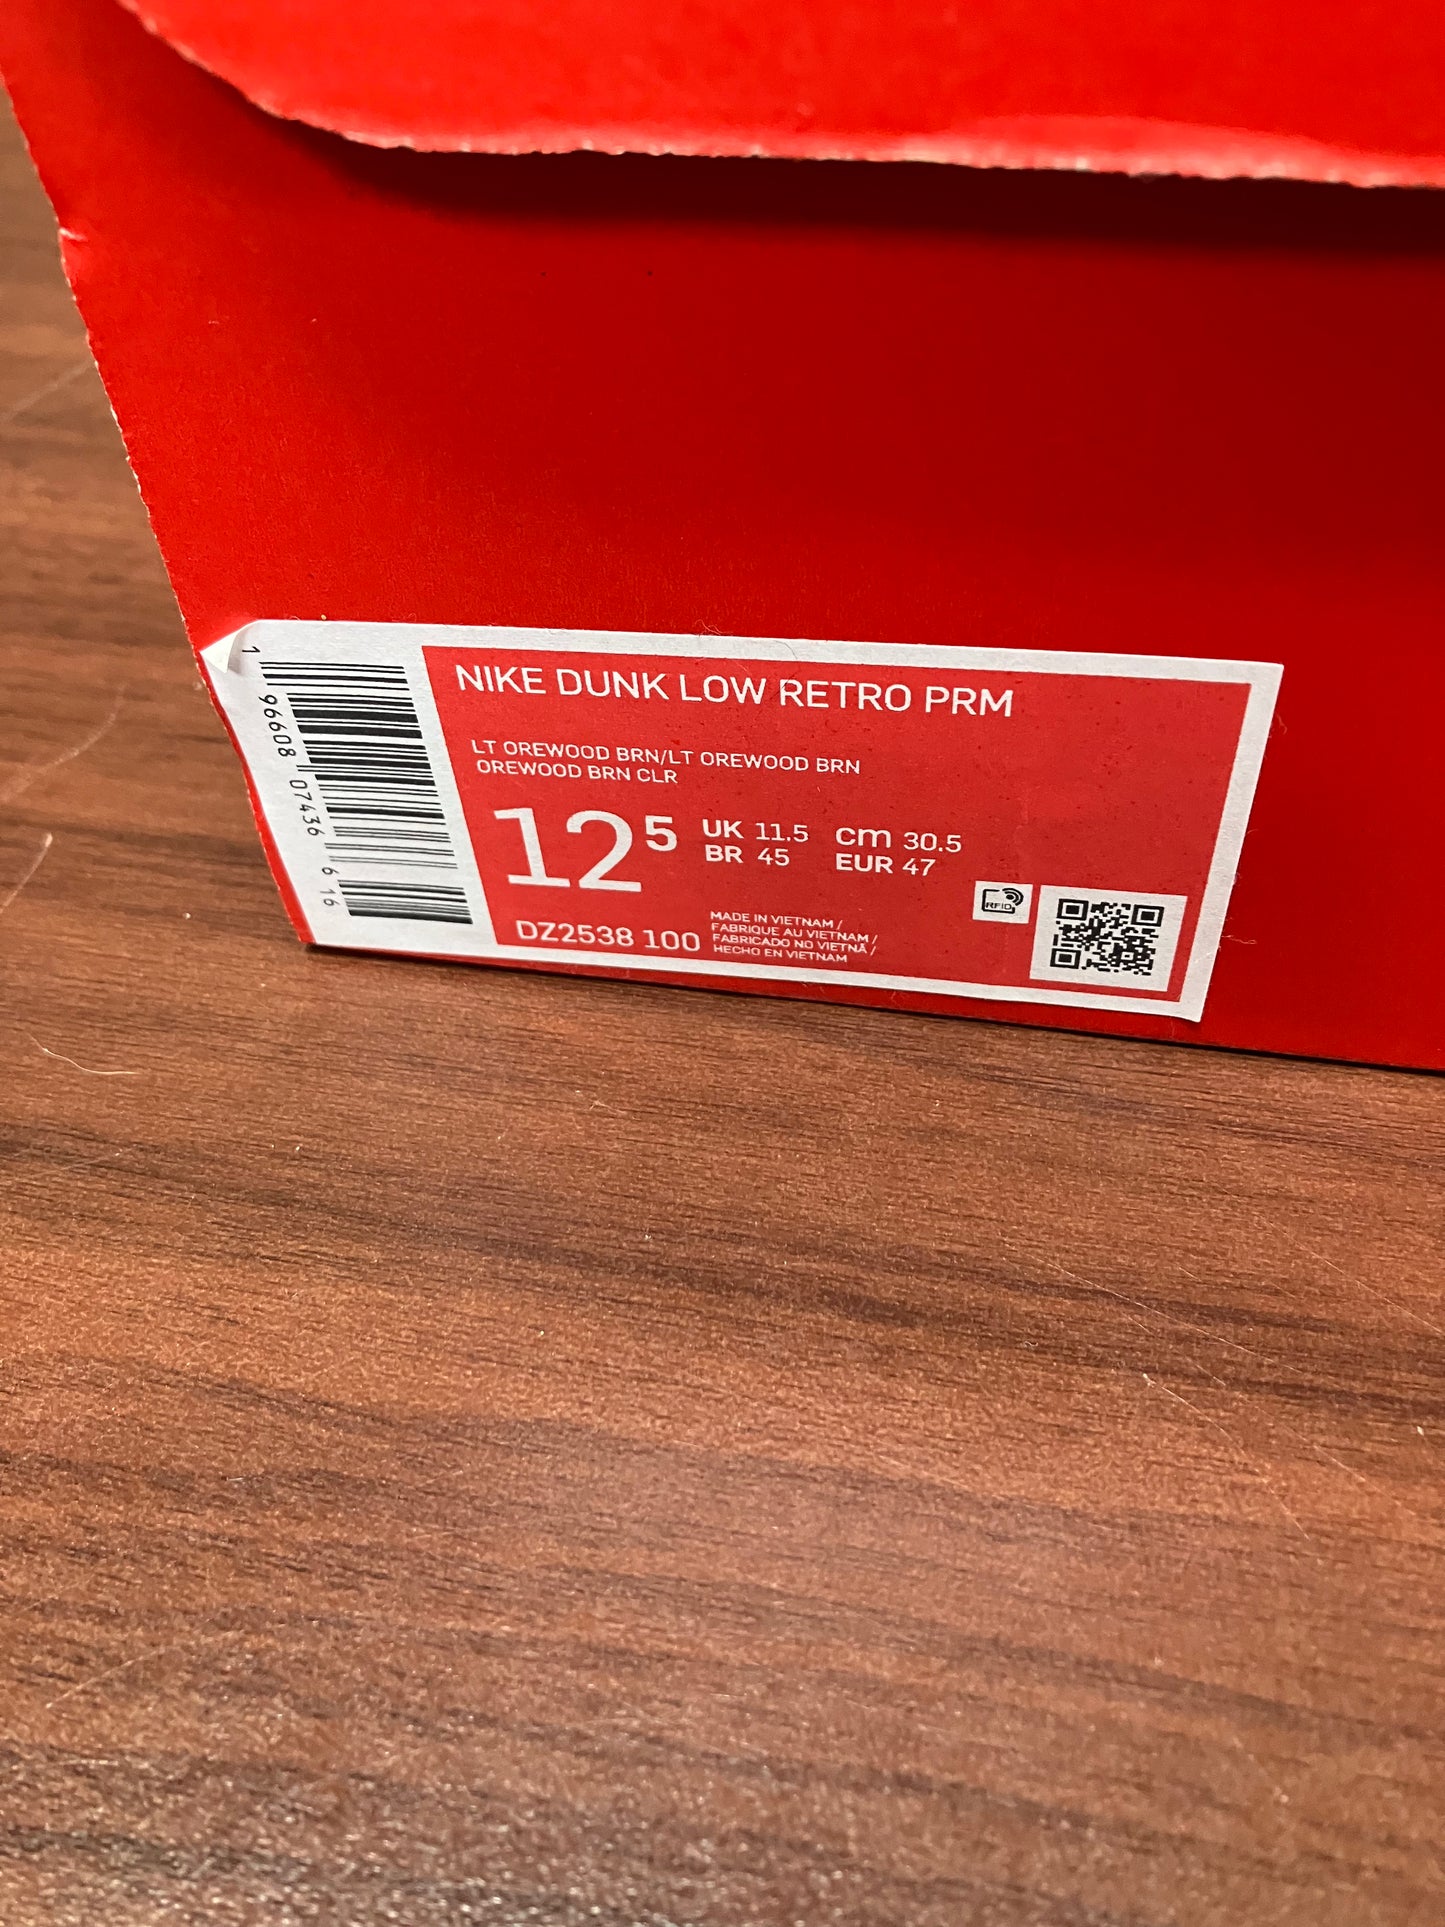 NIKE DUNK LOW RETRO PRM
LT OREWOOD BRN/LT OREWOOD BRN
OREWOOD BRN CLR
12 5
UK 11.5 cm 30.5
BR 45 EUR 47
DZ2538 100
MADE IN VIETNAM /
FABRIQUE AU VIETNAM /
FABRICADO NO VIETNÃ /
HECHO EN VIETNAM
RFID
1 96608 07436 6 16